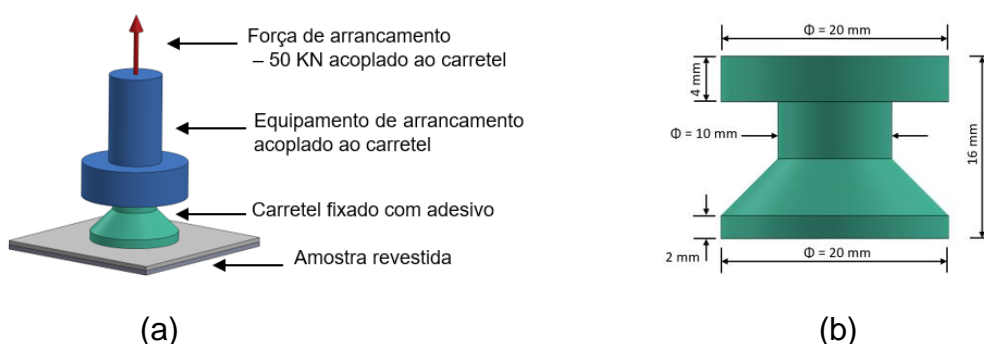 Força de arrancamento
– 50 KN acoplado ao carretel
Equipamento de arrancamento
acoplado ao carretel
Carretel fixado com adesivo
Amostra revestida
(a)
Φ = 20 mm
4 mm
Φ = 10 mm
16 mm
2 mm
Φ = 20 mm
(b)